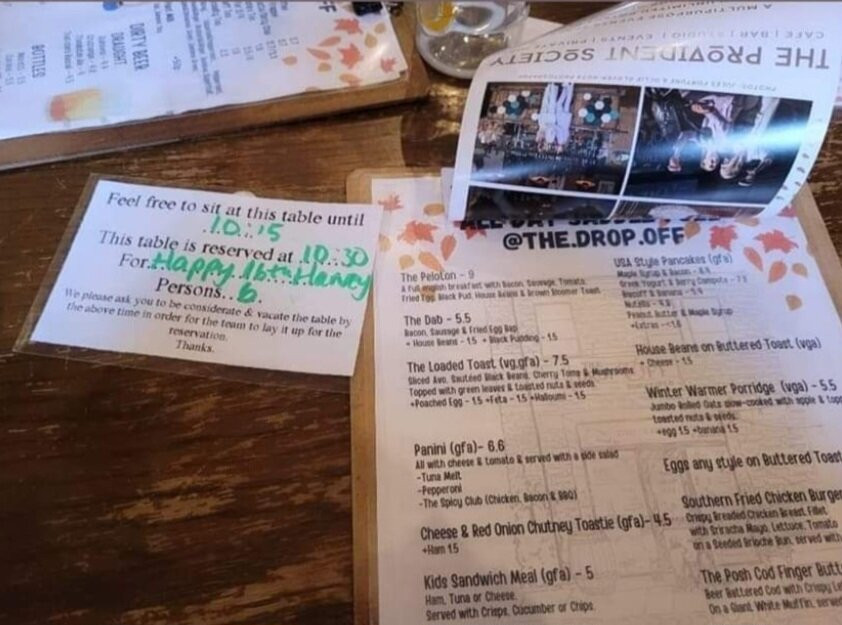 Feel free to sit at this table until
10:15
This table is reserved at 10:30
For Happy 16th Harvey
Persons..6.
We please ask you to be considerate & vacate the table by
the above time in order for the team to lay it up for the
reservation.
Thanks.
THE PROVIDENT SOCIETY
CAFE | BAR | STUDIO | EVENTS | PRIVATE
@THE.DROP.OFF
The Peloton - 9
A full english breakfast with Bacon, Sausage, Tomato,
Fried Egg, Black Pud, House Beans & Brown Bloomer Toast.
The Dab - 5.5
Bacon, Sausage & Fried Egg Bap
+ House Beans - 1.5 + Black Pudding - 1.5
The Loaded Toast (vg,gfa) - 7.5
Sliced Avo, Sautéed Black Beans, Cherry Toms & Mushrooms
Topped with green leaves & toasted nuts & seeds
+Poached Egg - 1.5 +Feta - 1.5 +Halloumi - 1.5
Panini (gfa)- 6.6
All with cheese & tomato & served with a side salad
-Tuna Melt
-Pepperoni
-The Spicy Club (Chicken, Bacon & BBQ)
Cheese & Red Onion Chutney Toastie (gfa)- 4.5
+Ham 1.5
Kids Sandwich Meal (gfa) - 5
Ham, Tuna or Cheese.
Served with Crisps, Cucumber or Chips.
USA Style Pancakes (gfa)
Maple Syrup & Bacon
Greek Yogurt & Berry Compote - 7.5
Biscoff & Banana
Nutella
Peanut Butter & Maple Syrup
+Extras
House Beans on Buttered Toast (vga)
+ Cheese - 1.5
Winter Warmer Porridge (vga) - 5.5
Jumbo Rolled Oats slow-cooked with apple &
toasted nuts & seeds.
+egg 1.5 +banana 1.5
Eggs any style on Buttered Toast
Southern Fried Chicken Burger
Crispy Breaded Chicken Breast Fillet,
with Sriracha Mayo, Lettuce, Tomato
on a Seeded Brioche Bun, served with
The Posh Cod Finger
Beer Battered Cod with Crispy
On a Giant White Muffin, served
DIRTY BEER
DRAUGHT
BOTTLES